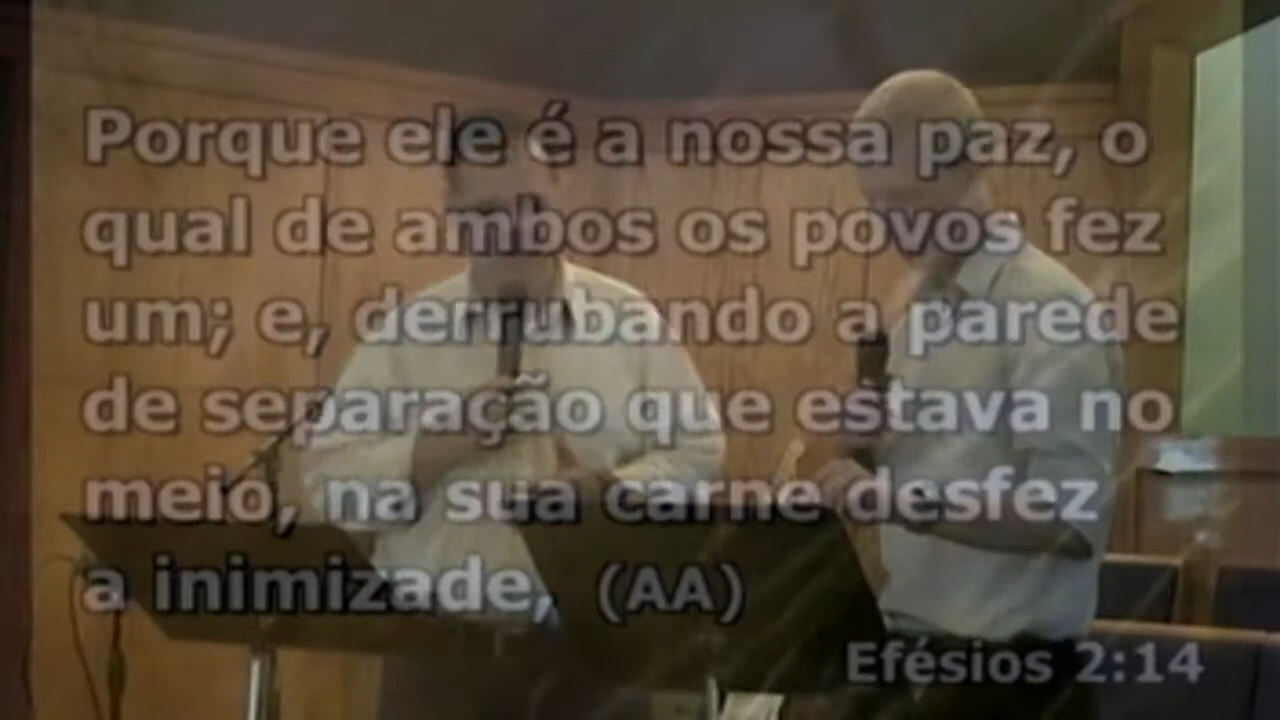 Porque ele é a nossa paz, o
qual de ambos os povos fez
um; e, derrubando a parede
de separação que estava no
meio, na sua carne desfez
a inimizade, (AA)
Efésios 2:14